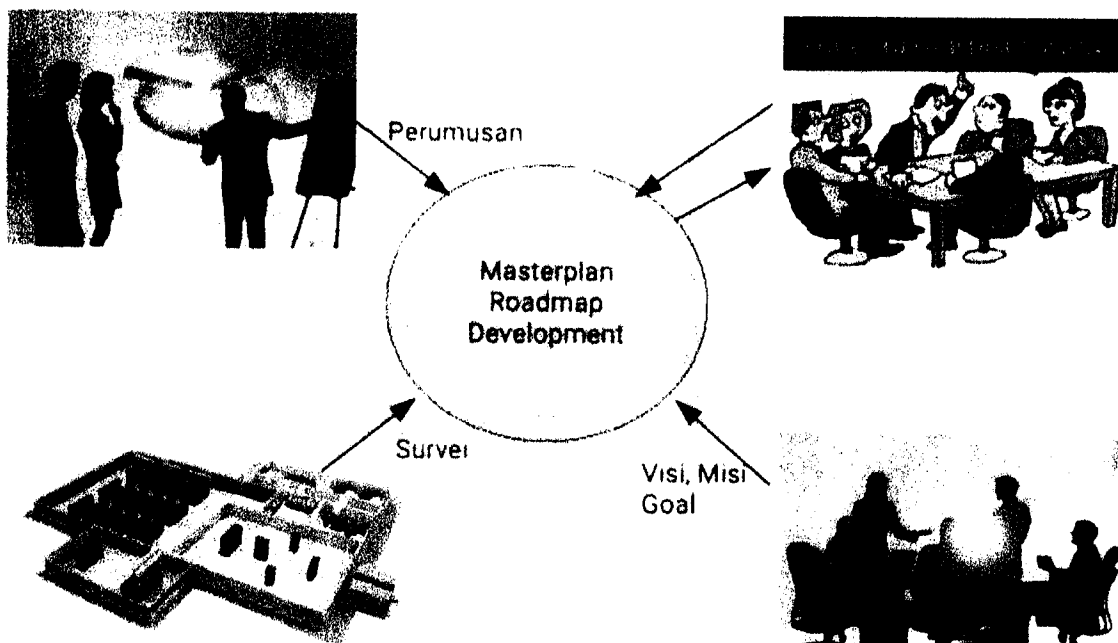 Perumusan
Masterplan
Roadmap
Development
Survei
Visi, Misi
Goal